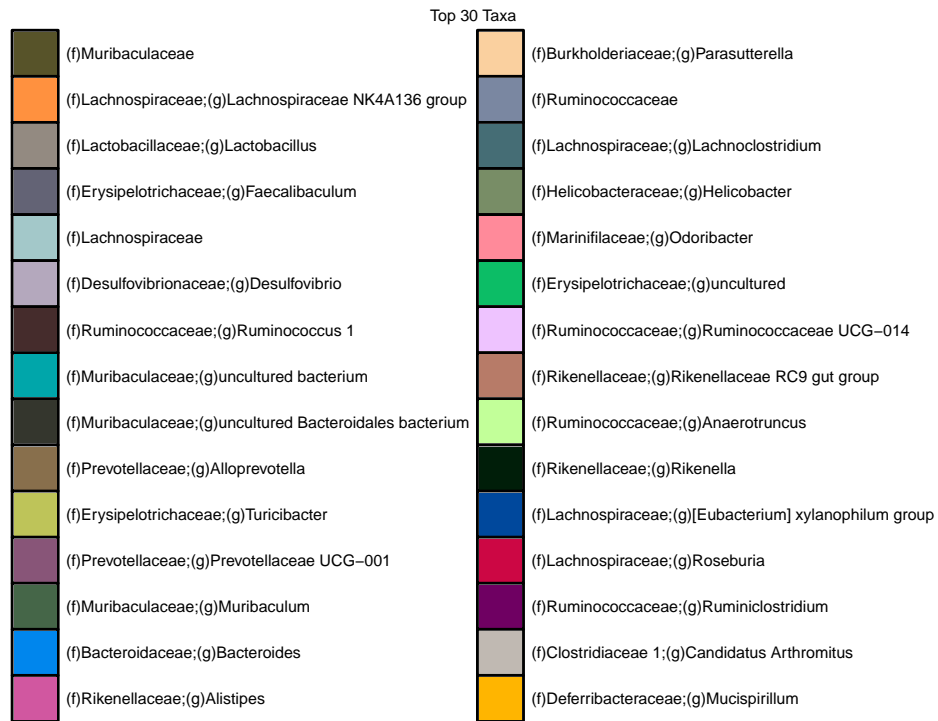 Top 30 Taxa
(f)Muribaculaceae
(f)Lachnospiraceae;(g)Lachnospiraceae NK4A136 group
(f)Lactobacillaceae;(g)Lactobacillus
(f)Erysipelotrichaceae;(g)Faecalibaculum
(f)Lachnospiraceae
(f)Desulfovibrionaceae;(g)Desulfovibrio
(f)Ruminococcaceae;(g)Ruminococcus 1
(f)Muribaculaceae;(g)uncultured bacterium
(f)Muribaculaceae;(g)uncultured Bacteroidales bacterium
(f)Prevotellaceae;(g)Alloprevotella
(f)Erysipelotrichaceae;(g)Turicibacter
(f)Prevotellaceae;(g)Prevotellaceae UCG−001
(f)Muribaculaceae;(g)Muribaculum
(f)Bacteroidaceae;(g)Bacteroides
(f)Rikenellaceae;(g)Alistipes
(f)Burkholderiaceae;(g)Parasutterella
(f)Ruminococcaceae
(f)Lachnospiraceae;(g)Lachnoclostridium
(f)Helicobacteraceae;(g)Helicobacter
(f)Marinifilaceae;(g)Odoribacter
(f)Erysipelotrichaceae;(g)uncultured
(f)Ruminococcaceae;(g)Ruminococcaceae UCG−014
(f)Rikenellaceae;(g)Rikenellaceae RC9 gut group
(f)Ruminococcaceae;(g)Anaerotruncus
(f)Rikenellaceae;(g)Rikenella
(f)Lachnospiraceae;(g)[Eubacterium] xylanophilum group
(f)Lachnospiraceae;(g)Roseburia
(f)Ruminococcaceae;(g)Ruminiclostridium
(f)Clostridiaceae 1;(g)Candidatus Arthromitus
(f)Deferribacteraceae;(g)Mucispirillum